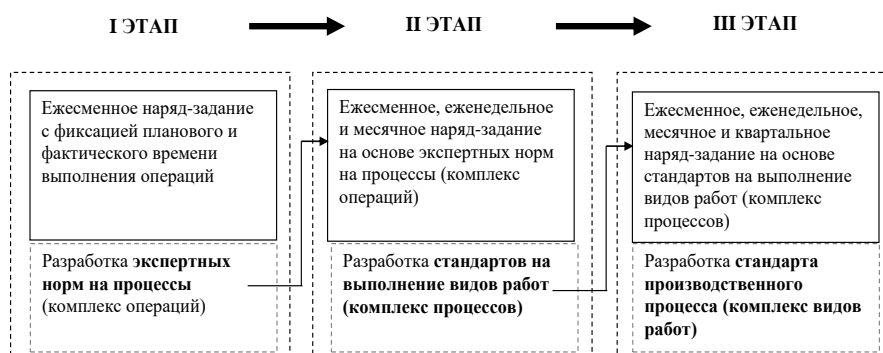 I ЭТАП
II ЭТАП
III ЭТАП
Ежесменное наряд-задание
с фиксацией планового и
фактического времени
выполнения операций
Разработка экспертных
норм на процессы
(комплекс операций)
Ежесменное, еженедельное
и месячное наряд-задание
на основе экспертных норм
на процессы (комплекс
операций)
Разработка стандартов на
выполнение видов работ
(комплекс процессов)
Ежесменное, еженедельное,
месячное и квартальное
наряд-задание на основе
стандартов на выполнение
видов работ (комплекс
процессов)
Разработка стандарта
производственного
процесса (комплекс видов
работ)